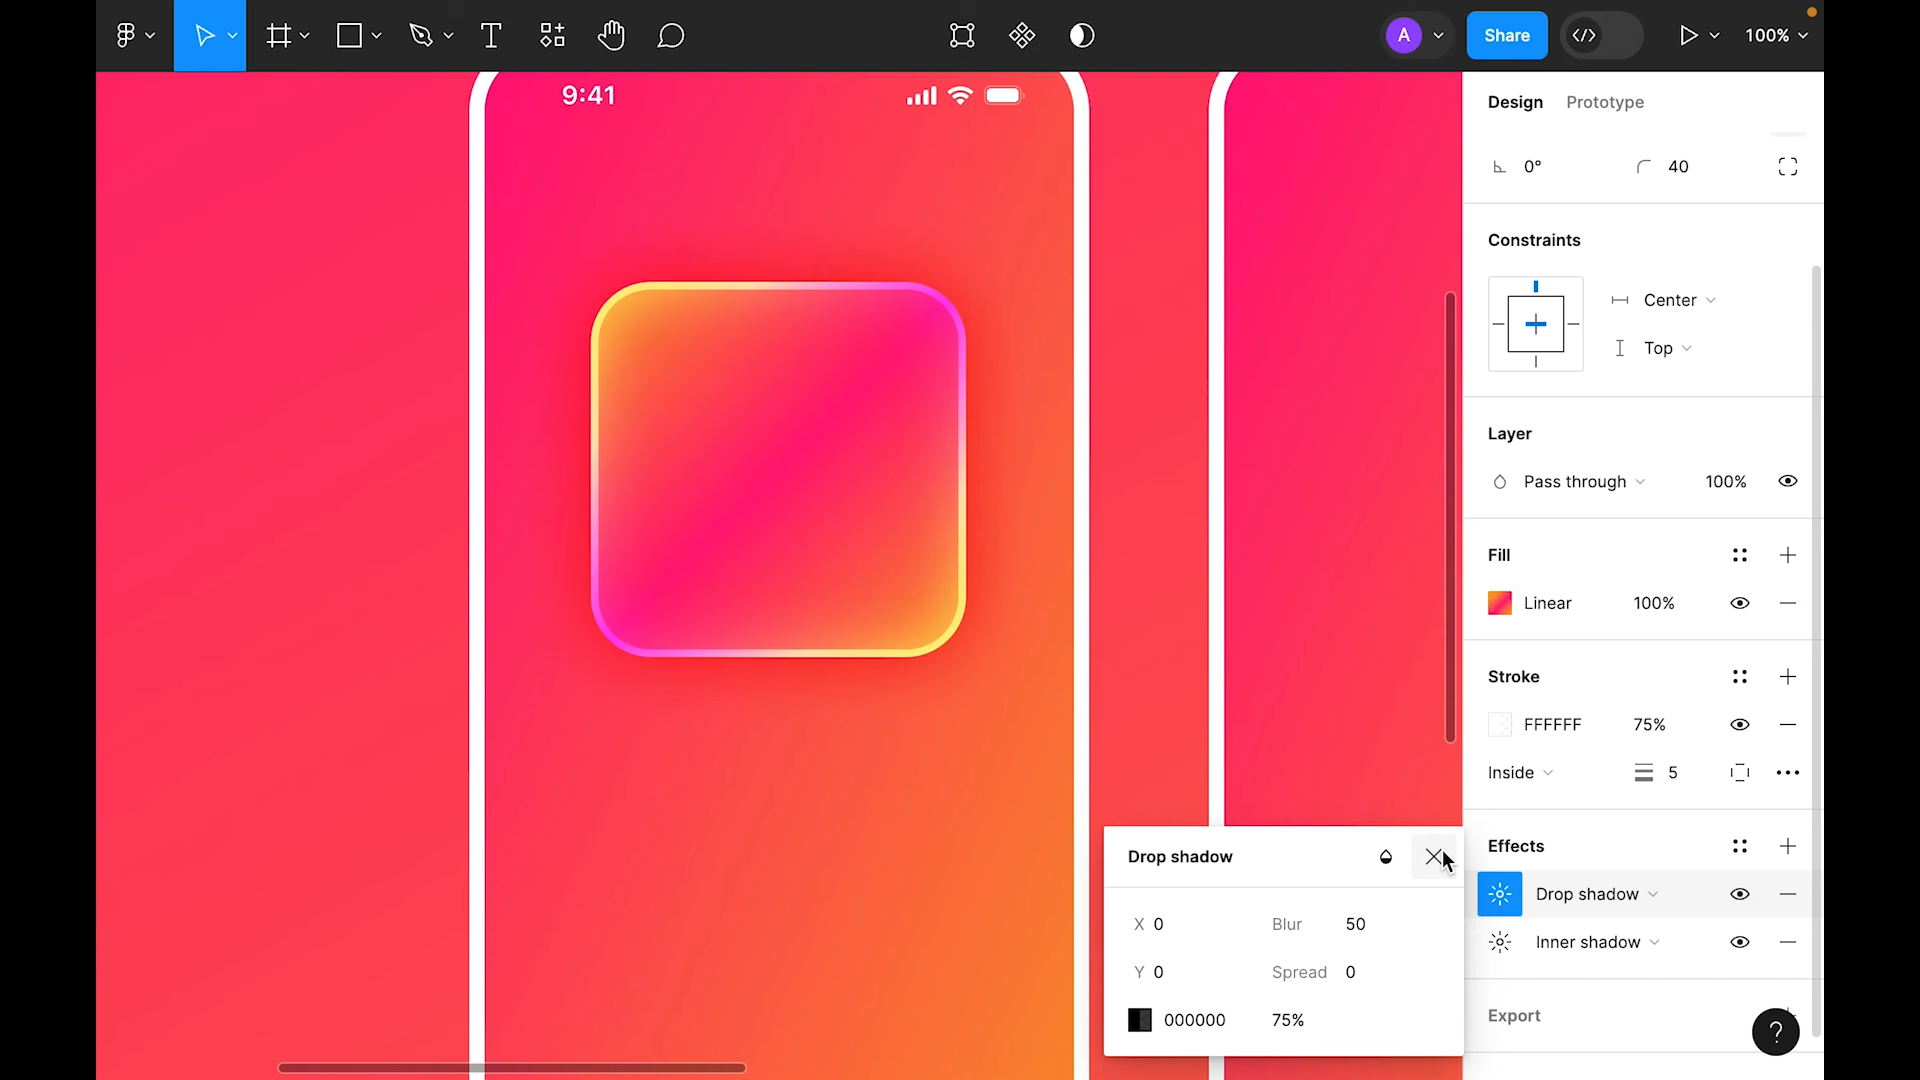 A
Share
100%
9:41
Design Prototype
0° 40
Constraints
Center
Top
Layer
Pass through 100%
Fill
Linear 100%
Stroke
FFFFFF 75%
Inside 5
Effects
Drop shadow
Inner shadow
Export
?
Drop shadow
X 0 Blur 50
Y 0 Spread 0
000000 75%